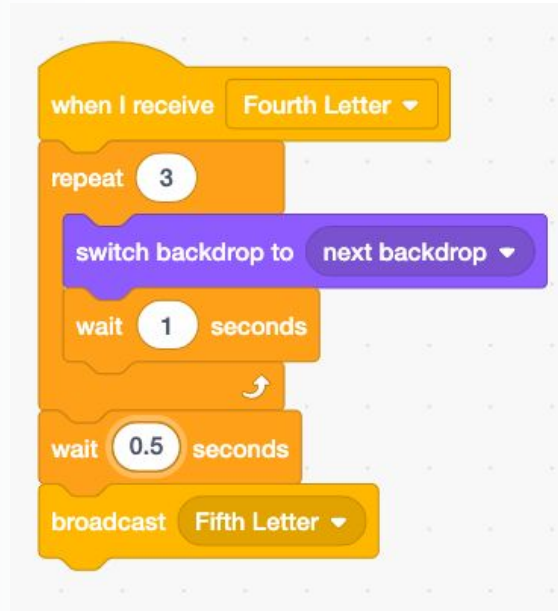 when I receive Fourth Letter
repeat 3
switch backdrop to next backdrop
wait 1 seconds
wait 0.5 seconds
broadcast Fifth Letter